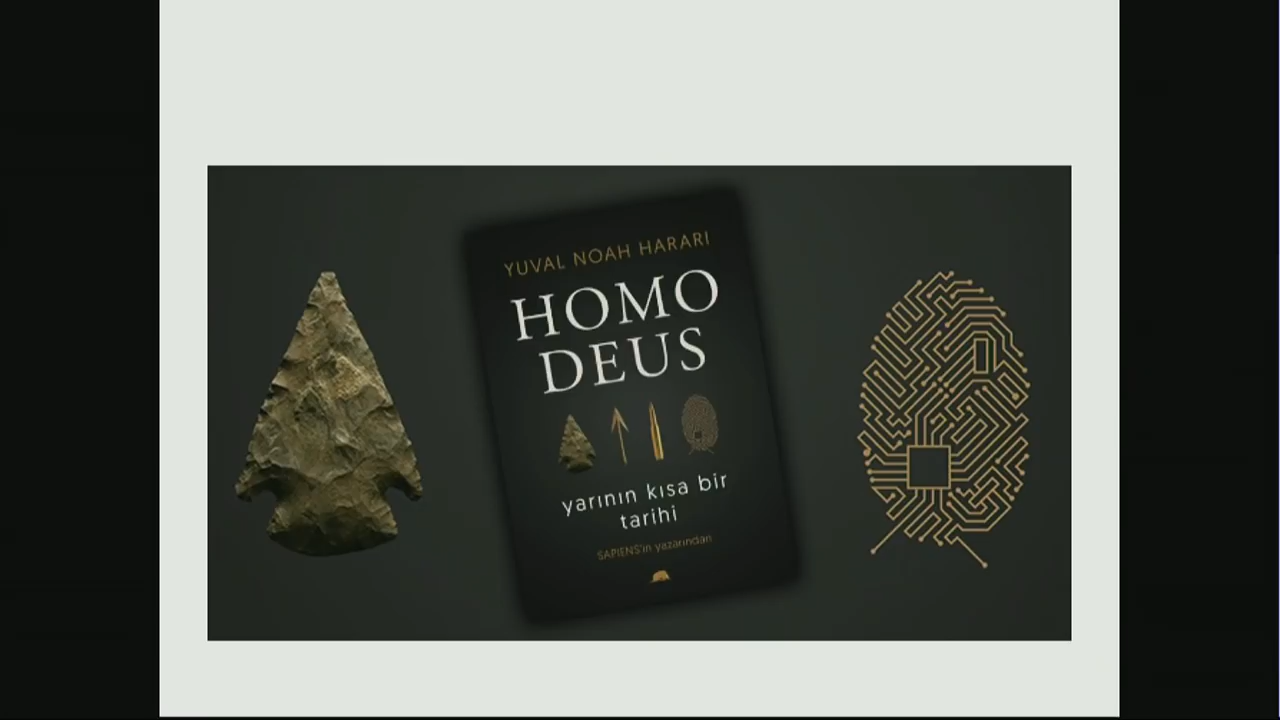 YUVAL NOAH HARARI
HOMO
DEUS
yarının kısa bir
tarihi
SAPIENS'in yazarından